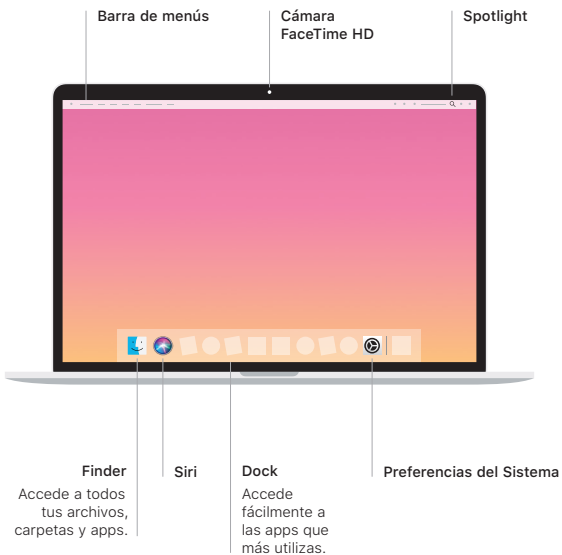 Barra de menús
Cámara
FaceTime HD
Spotlight
Finder
Accede a todos
tus archivos,
carpetas y apps.
Siri
Dock
Accede
fácilmente a
las apps que
más utilizas.
Preferencias del Sistema